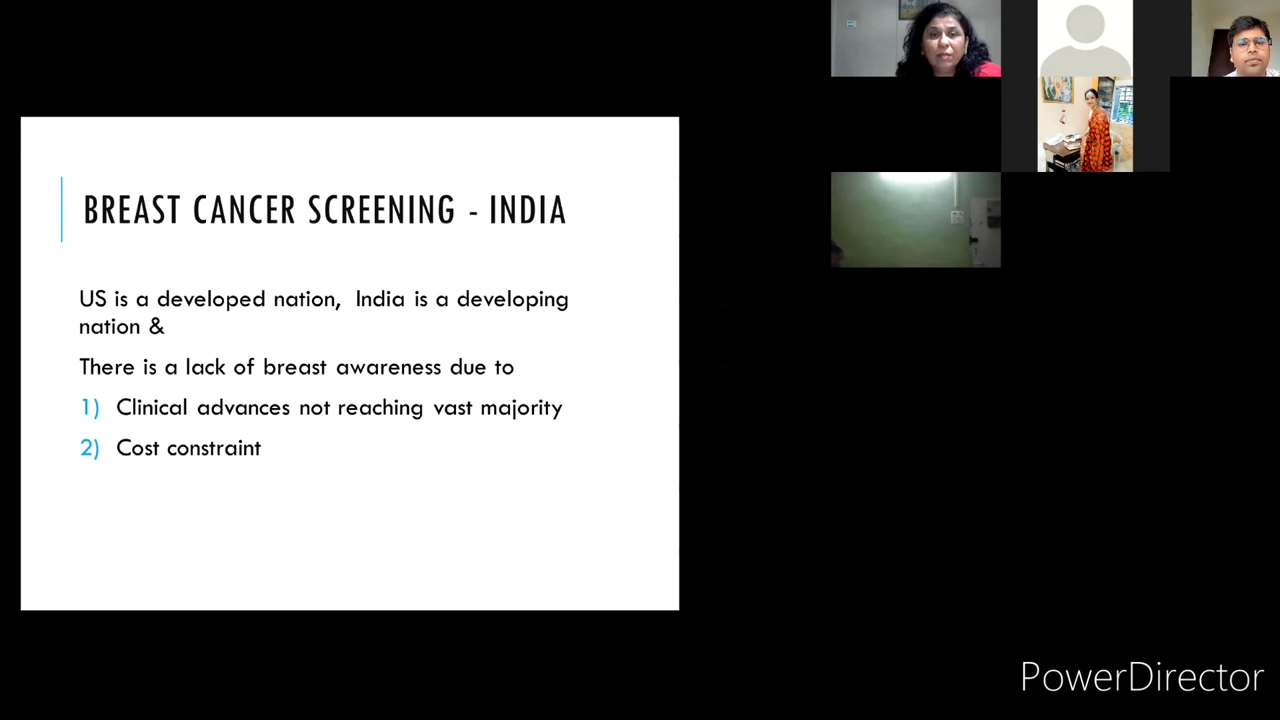 BREAST CANCER SCREENING - INDIA
US is a developed nation, India is a developing
nation &
There is a lack of breast awareness due to
1) Clinical advances not reaching vast majority
2) Cost constraint
PowerDirector